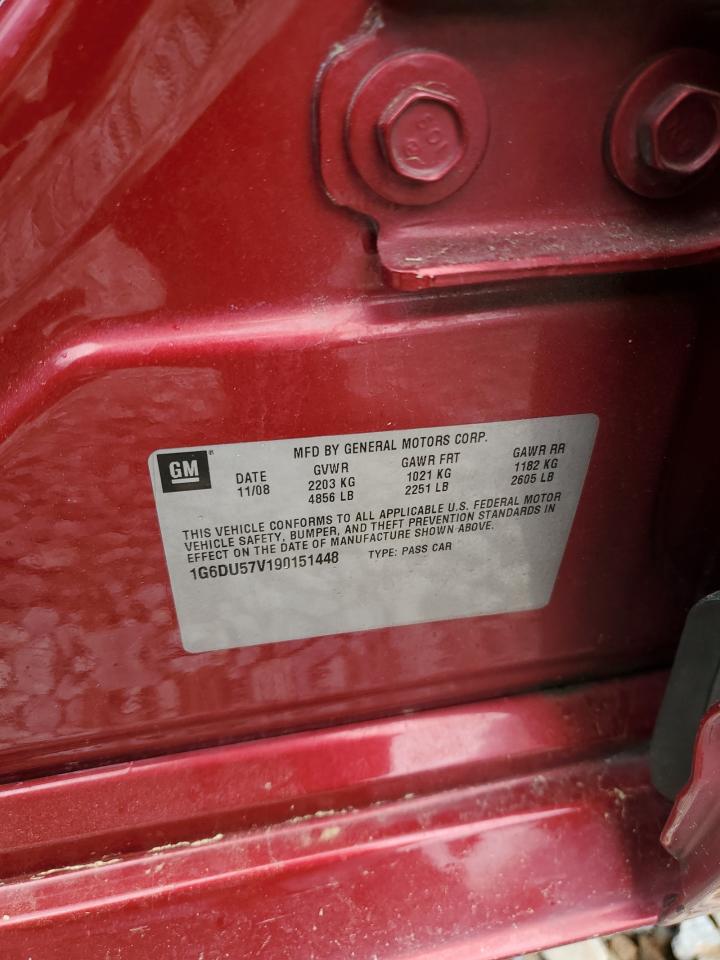 108
GM®
MFD BY GENERAL MOTORS CORP.
DATE GVWR GAWR FRT GAWR RR
11/08 2203 KG 1021 KG 1182 KG
4856 LB 2251 LB 2605 LB
THIS VEHICLE CONFORMS TO ALL APPLICABLE U.S. FEDERAL MOTOR
VEHICLE SAFETY, BUMPER, AND THEFT PREVENTION STANDARDS IN
EFFECT ON THE DATE OF MANUFACTURE SHOWN ABOVE.
1G6DU57V190151448 TYPE: PASS CAR